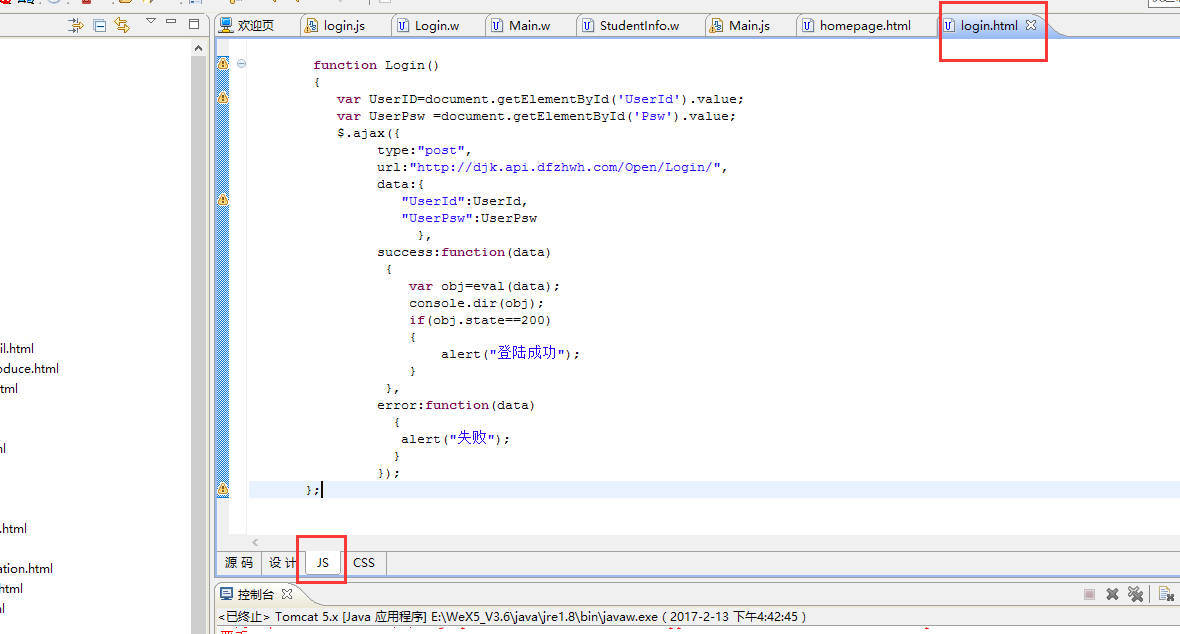 欢迎页 login.js Login.w Main.w StudentInfo.w Main.js homepage.html login.html
function Login()
{
var UserID=document.getElementById('UserId').value;
var UserPsw =document.getElementById('Psw').value;
$.ajax({
type:"post",
url:"http://djk.api.dfzhwh.com/Open/Login/",
data:{
"UserId":UserId,
"UserPsw":UserPsw
},
success:function(data)
{
var obj=eval(data);
console.dir(obj);
if(obj.state==200)
{
alert("登陆成功");
}
},
error:function(data)
{
alert("失败");
}
});
};
il.html
oduce.html
tml
l
.html
ation.html
html
l
源码 设计 JS CSS
控制台
<已终止> Tomcat 5.x [Java 应用程序] E:\WeX5_V3.6\java\jre1.8\bin\javaw.exe ( 2017-2-13 下午4:42:45 )